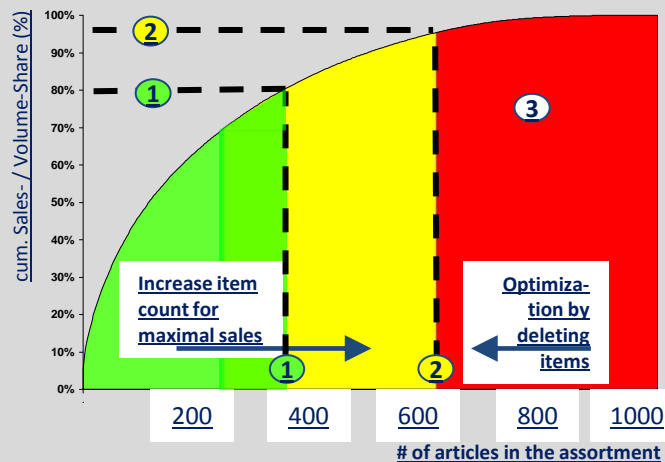 cum. Sales- / Volume-Share (%)
100%
90%
80%
70%
60%
50%
40%
30%
20%
10%
0%
2
1
3
Increase item
count for
maximal sales
Optimiza-
tion by
deleting
items
1
2
200
400
600
800
1000
# of articles in the assortment